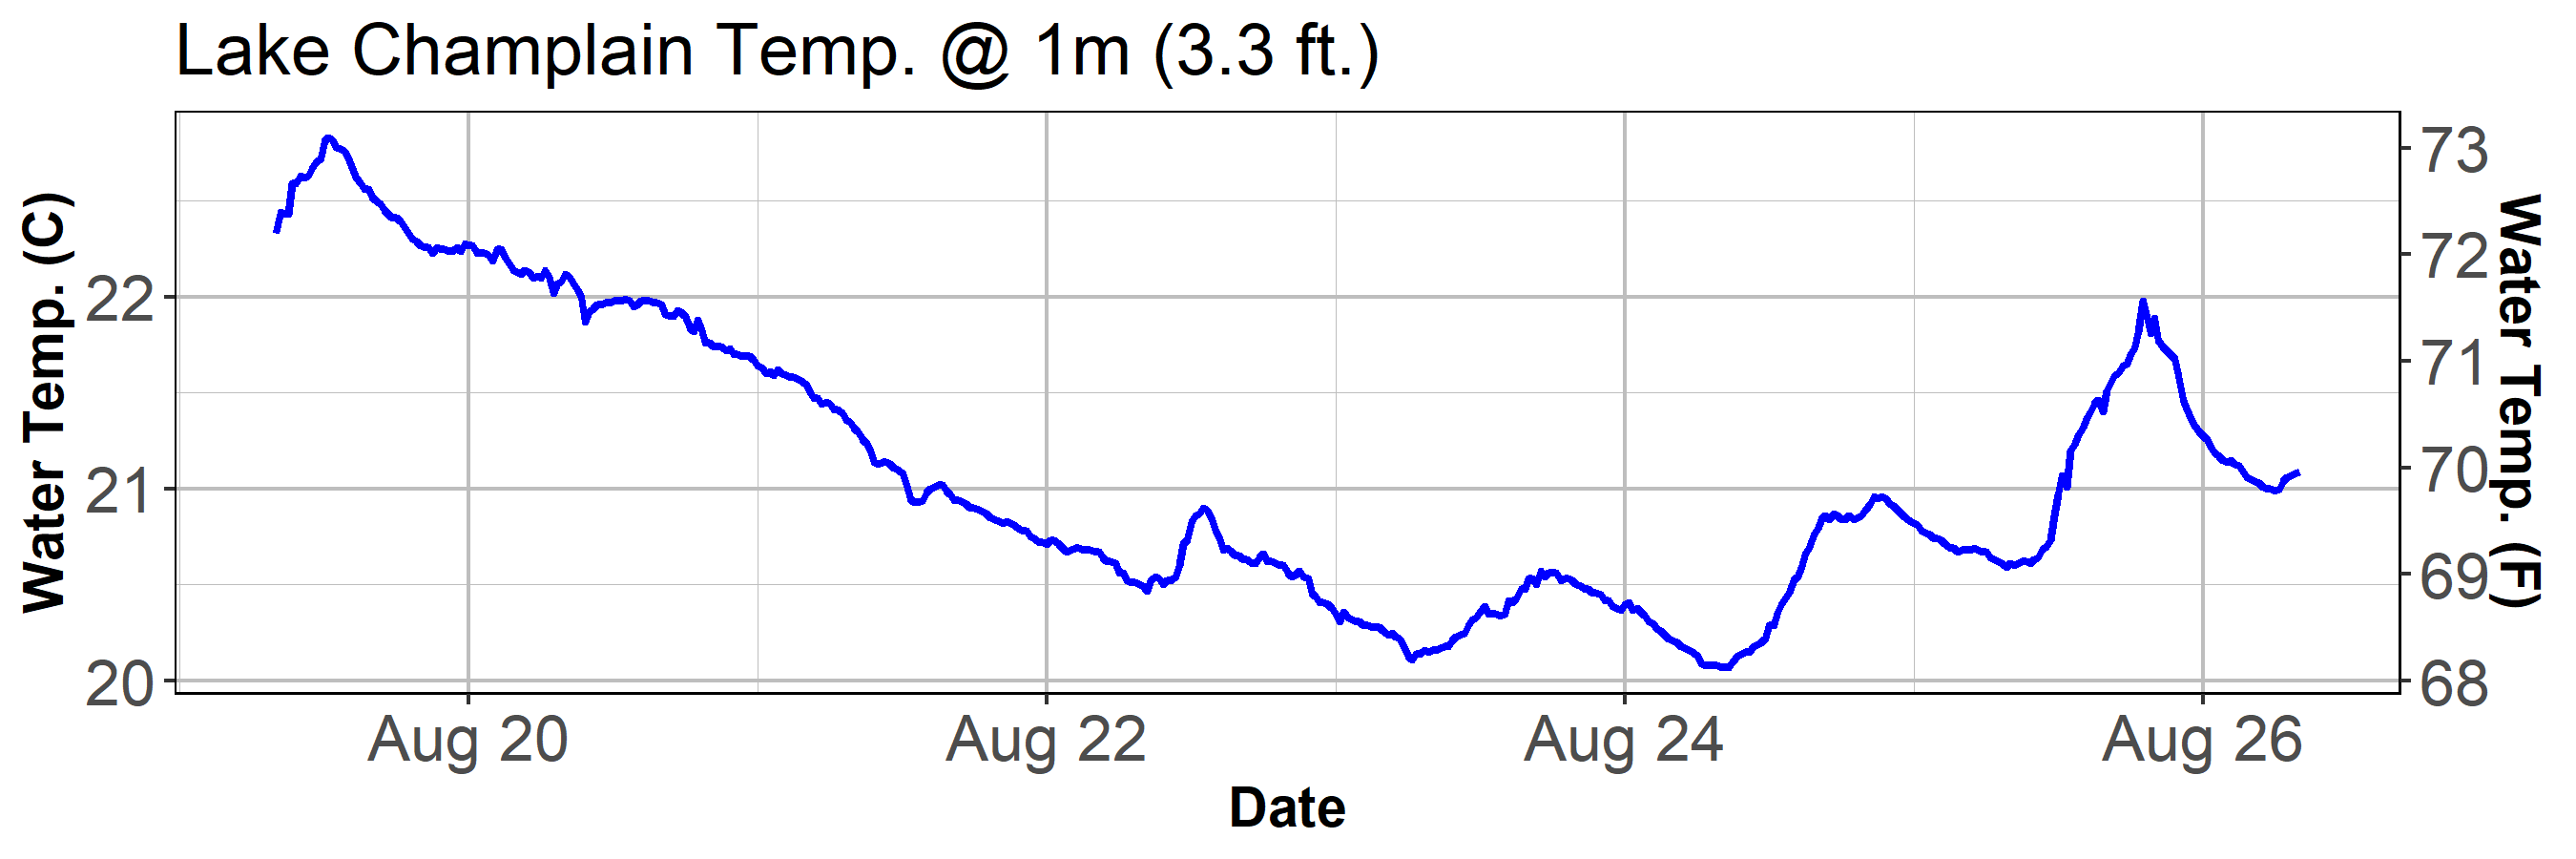 Lake Champlain Temp. @ 1m (3.3 ft.)
Water Temp. (C)
22
21
20
73
72
71
70
69
68
Water Temp. (F)
Aug 20
Aug 22
Aug 24
Aug 26
Date